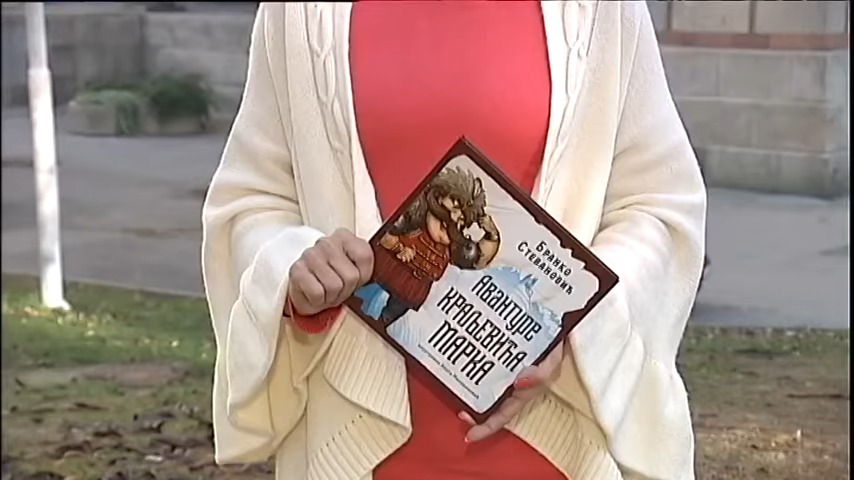 Бранко
Стевановић
Авантуре
Краљевића
Марка